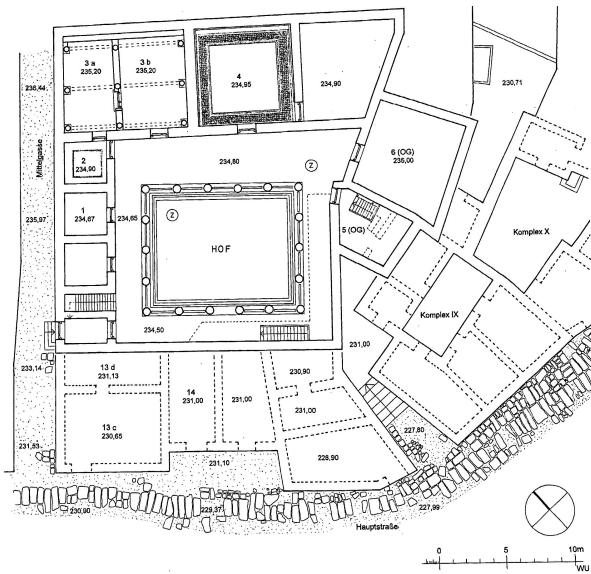 3 a
235,20
3 b
235,20
4
234,95
234,90
230,71
236,44
Mittelgasse
2
234,90
234,80
Z
6 (OG)
235,00
1
234,67
234,65
Z
HOF
5 (OG)
Komplex X
235,97
Komplex IX
234,50
231,00
233,14
13 d
231,13
14
231,00
231,00
230,90
231,00
13 c
230,65
231,53
231,10
228,90
227,80
230,90
229,37
Hauptstraße
227,99
0
5
10m
WU